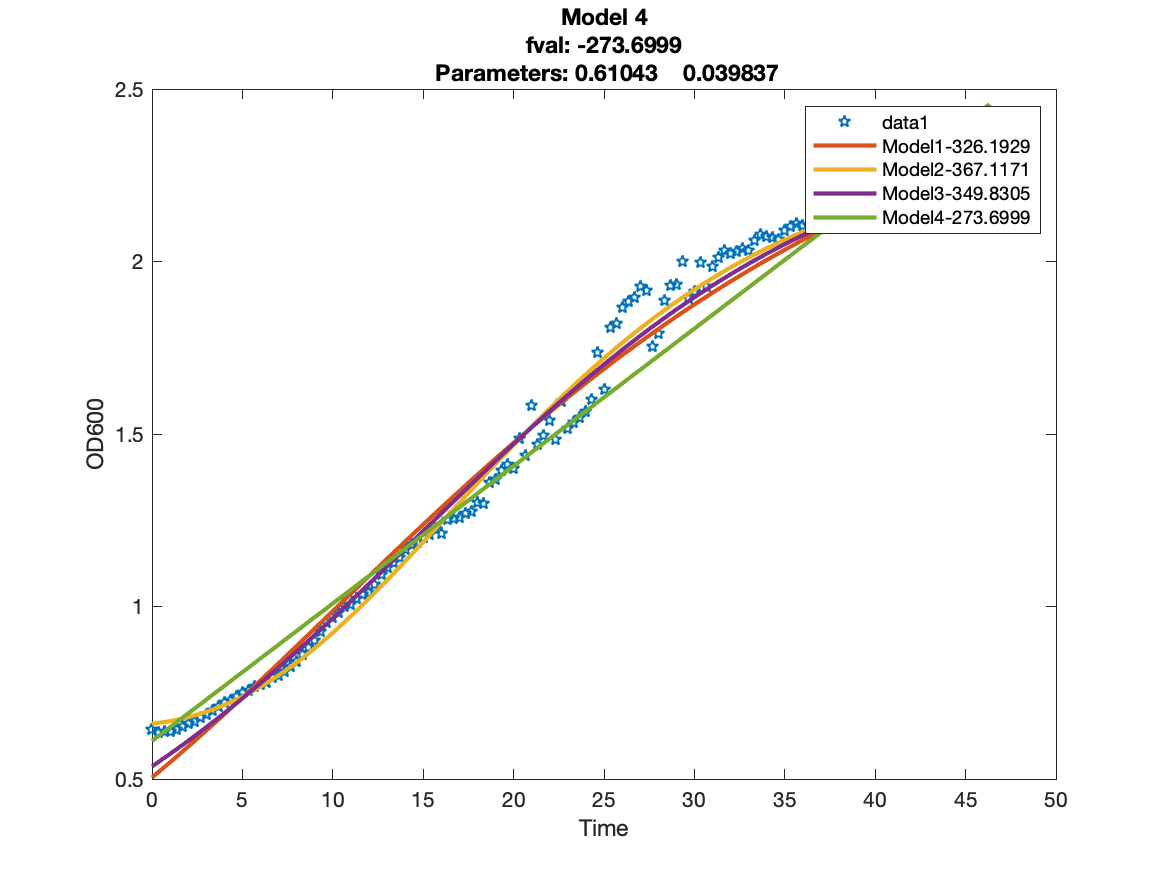 Model 4
fval: -273.6999
Parameters: 0.61043 0.039837
2.5
2
1.5
1
0.5
OD600
data1
Model1-326.1929
Model2-367.1171
Model3-349.8305
Model4-273.6999
0 5 10 15 20 25 30 35 40 45 50
Time